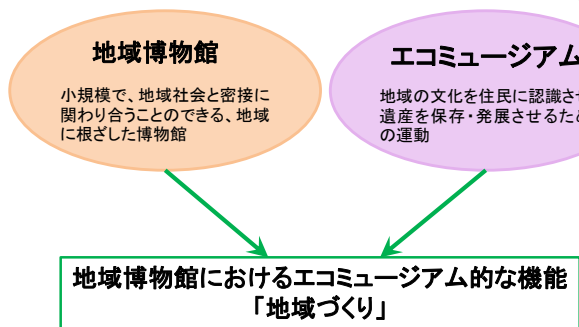 地域博物館
小規模で、地域社会と密接に
関わり合うことのできる、地域
に根ざした博物館
エコミュージアム
地域の文化を住民に認識させ
遺産を保存・発展させるため
の運動
地域博物館におけるエコミュージアム的な機能
「地域づくり」